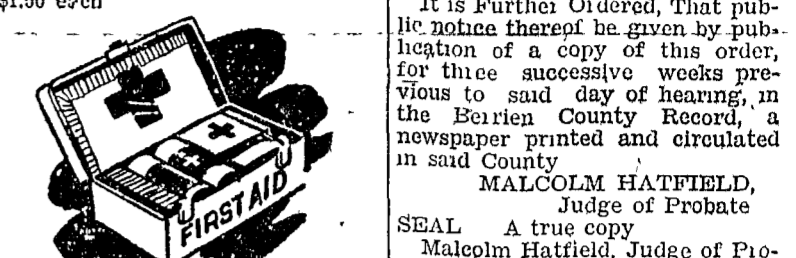 $1.50 each
FIRST AID
It is Further Ordered, That pub-
lic notice thereof be given by pub-
lication of a copy of this order,
for three successive weeks pre-
vious to said day of hearing, in
the Berrien County Record, a
newspaper printed and circulated
in said County
MALCOLM HATFIELD,
Judge of Probate
SEAL A true copy
Malcolm Hatfield, Judge of Pro-